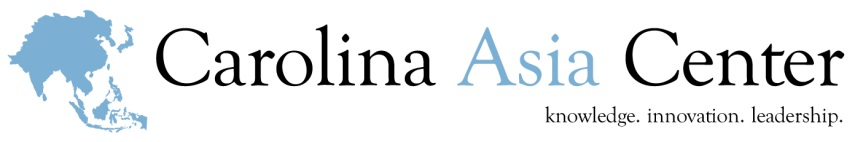 Carolina Asia Center
knowledge. innovation. leadership.